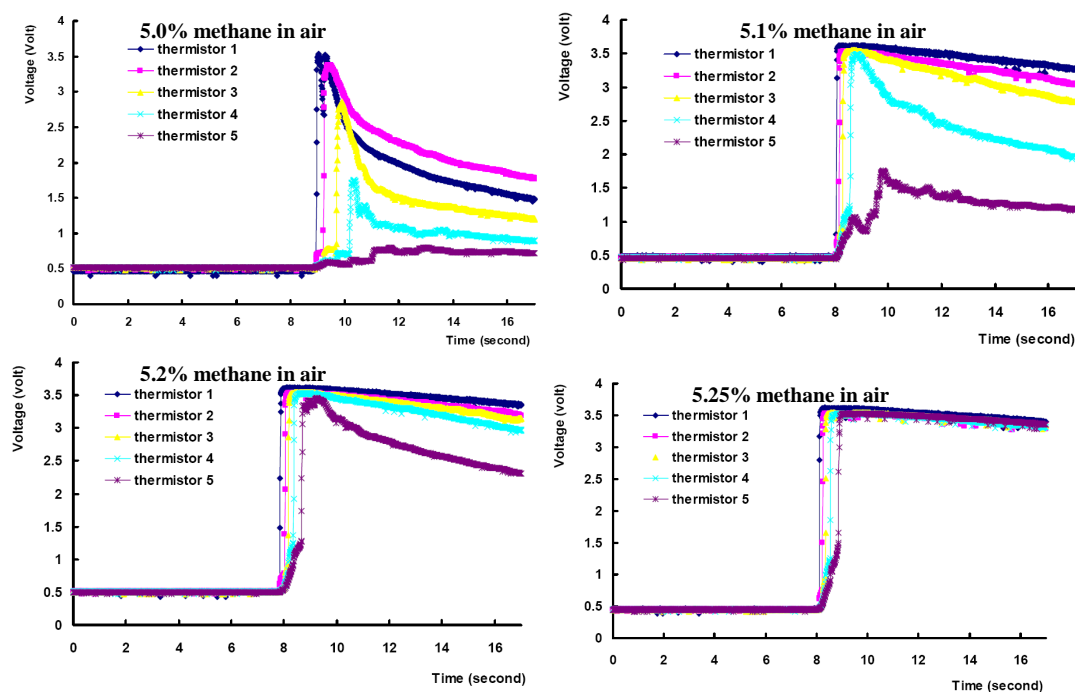 5.0% methane in air
Voltage (Volt)
thermistor 1
thermistor 2
thermistor 3
thermistor 4
thermistor 5
4
3.5
3
2.5
2
1.5
1
0.5
0
0 2 4 6 8 10 12 14 16
Time (second)
5.1% methane in air
Voltage (volt)
thermistor 1
thermistor 2
thermistor 3
thermistor 4
thermistor 5
4
3.5
3
2.5
2
1.5
1
0.5
0
0 2 4 6 8 10 12 14 16
Time (second)
5.2% methane in air
Voltage (volt)
thermistor 1
thermistor 2
thermistor 3
thermistor 4
thermistor 5
4
3.5
3
2.5
2
1.5
1
0.5
0
0 2 4 6 8 10 12 14 16
Time (second)
5.25% methane in air
Voltage (volt)
thermistor 1
thermistor 2
thermistor 3
thermistor 4
thermistor 5
4
3.5
3
2.5
2
1.5
1
0.5
0
0 2 4 6 8 10 12 14 16
Time (second)